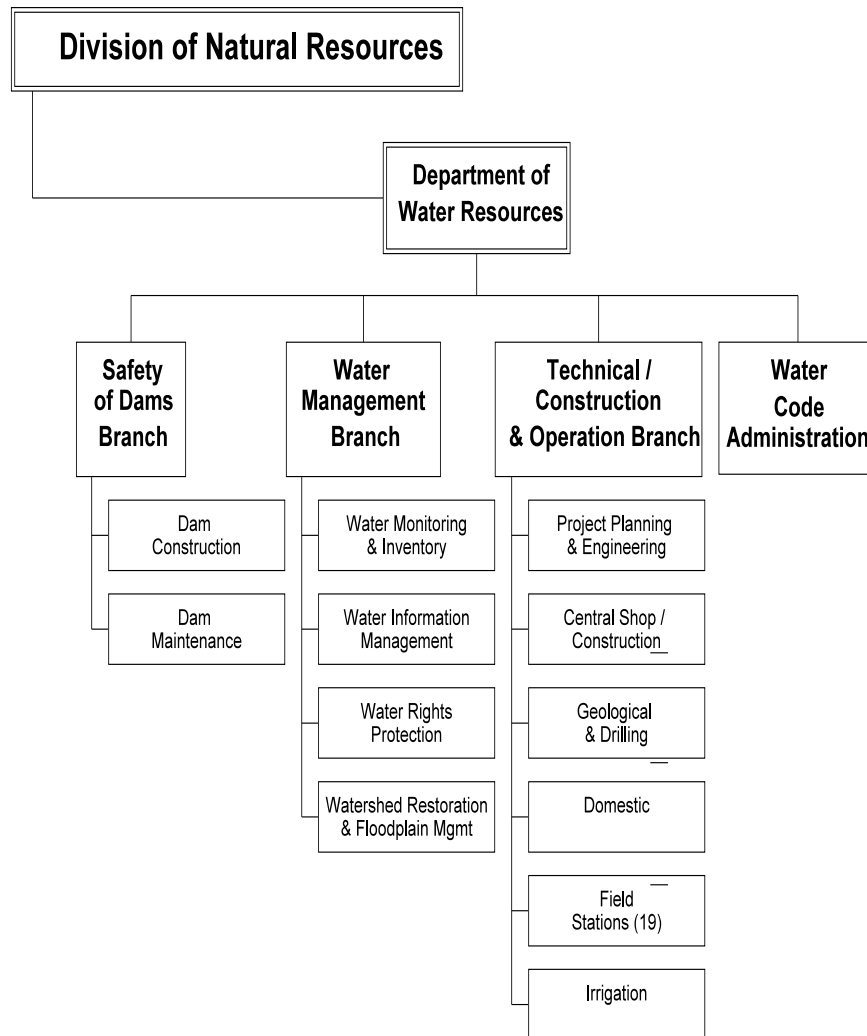 Division of Natural Resources
Department of
Water Resources
Safety
of Dams
Branch
Water
Management
Branch
Technical /
Construction
& Operation Branch
Water
Code
Administration
Dam
Construction
Dam
Maintenance
Water Monitoring
& Inventory
Water Information
Management
Water Rights
Protection
Watershed Restoration
& Floodplain Mgmt
Project Planning
& Engineering
Central Shop /
Construction
Geological
& Drilling
Domestic
Field
Stations (19)
Irrigation